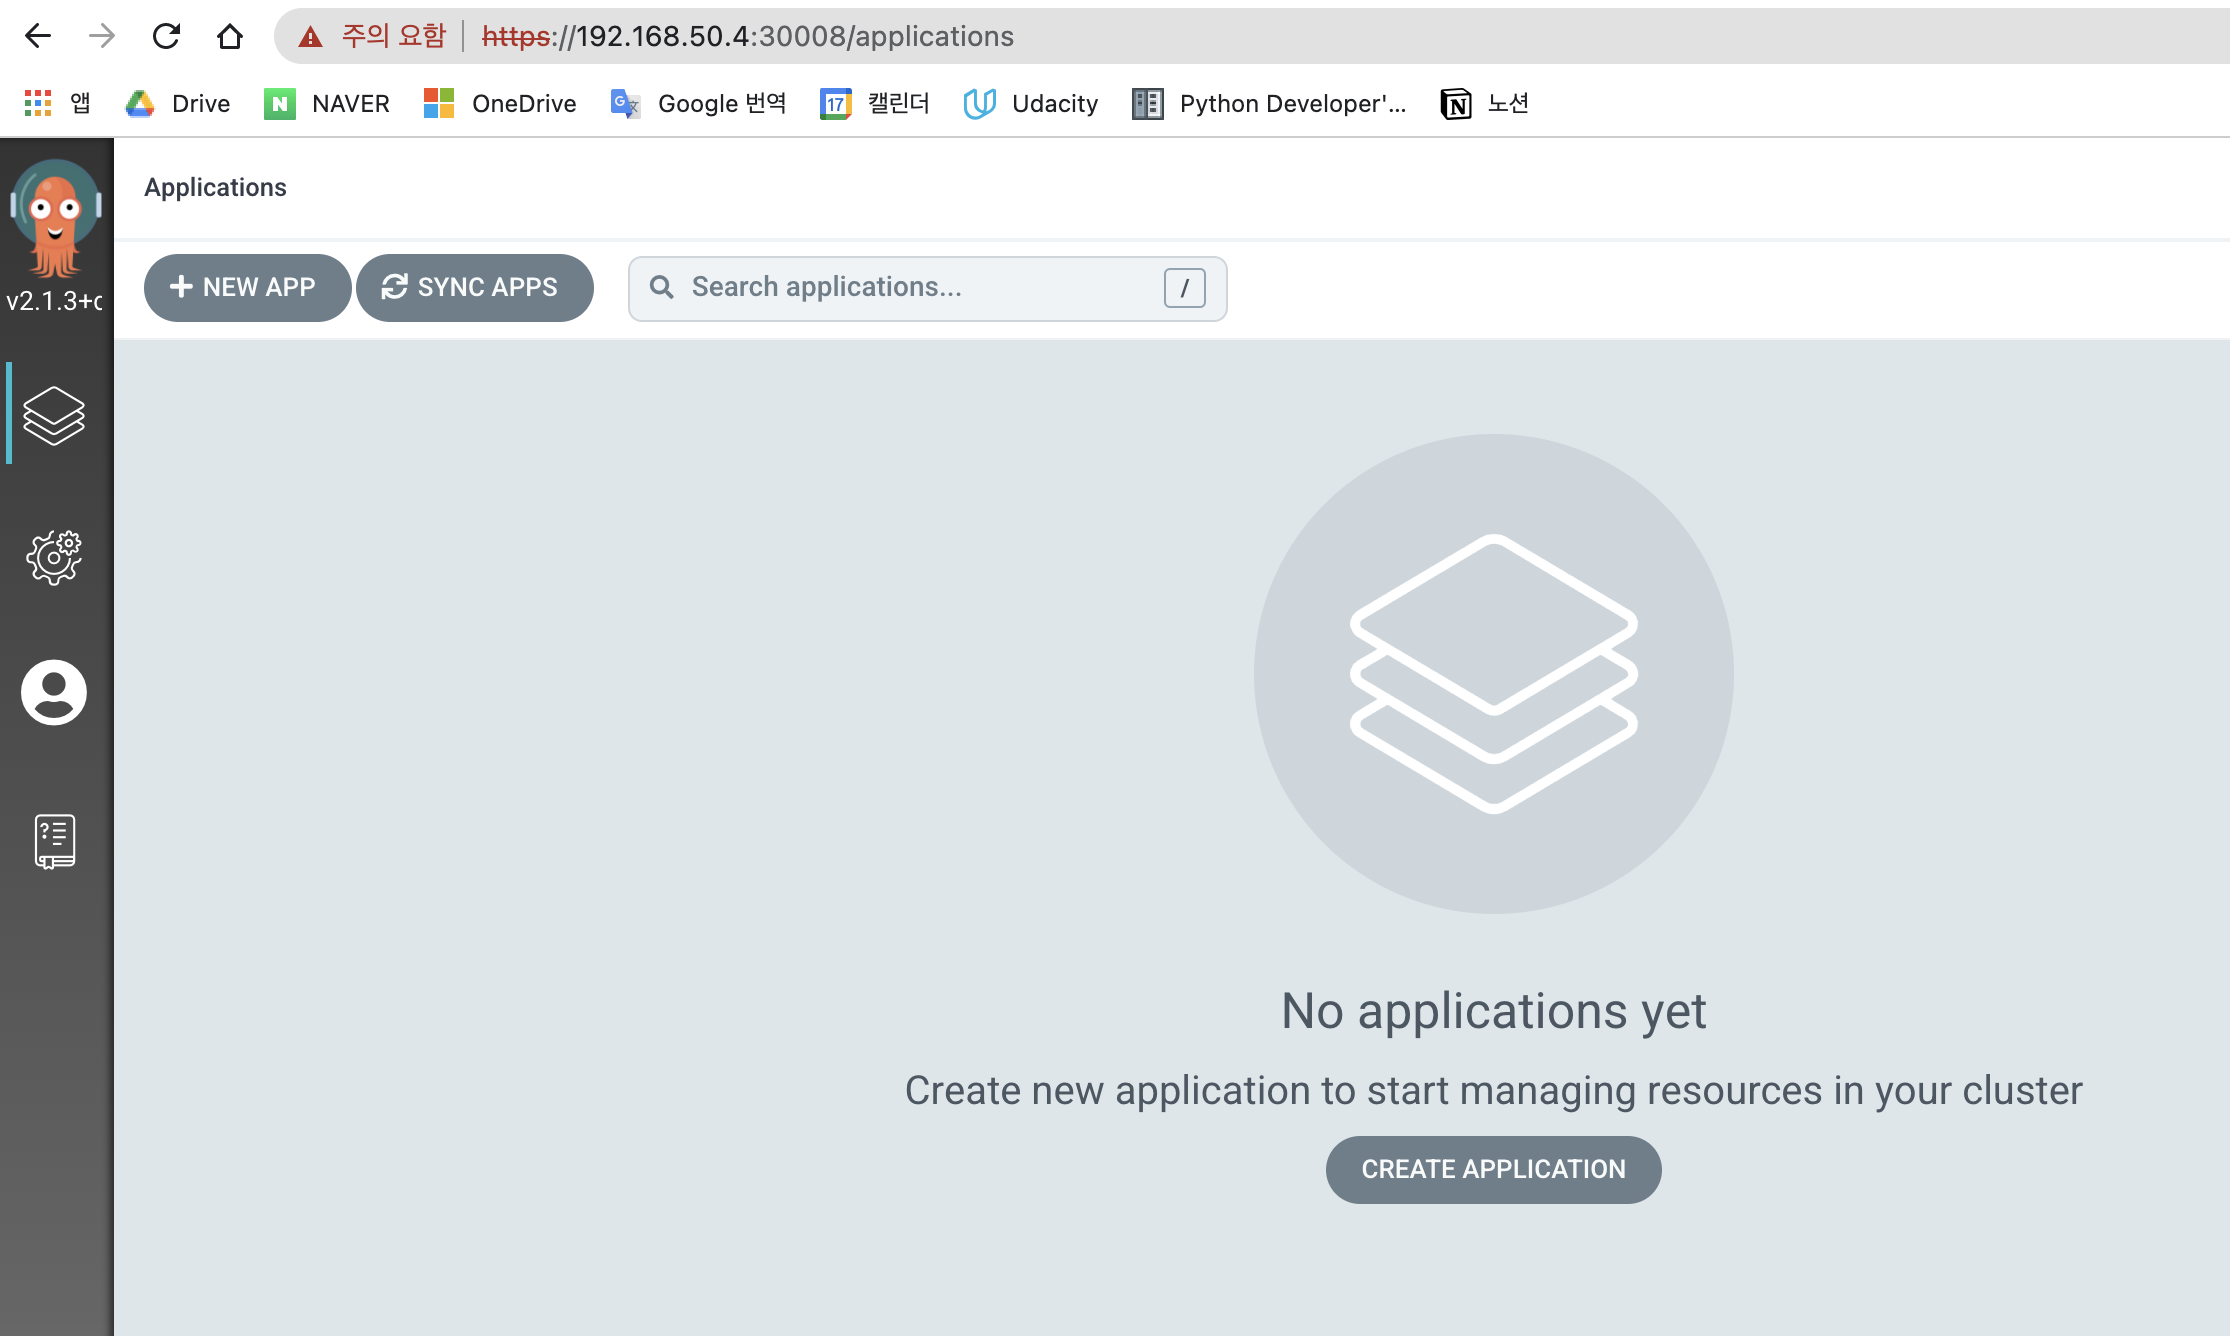 주의 요함 https://192.168.50.4:30008/applications
앱 Drive N NAVER OneDrive Google 번역 17 캘린더 Udacity Python Developer'... 노션
Applications
NEW APP SYNC APPS Search applications... /
v2.1.3+c
No applications yet
Create new application to start managing resources in your cluster
CREATE APPLICATION